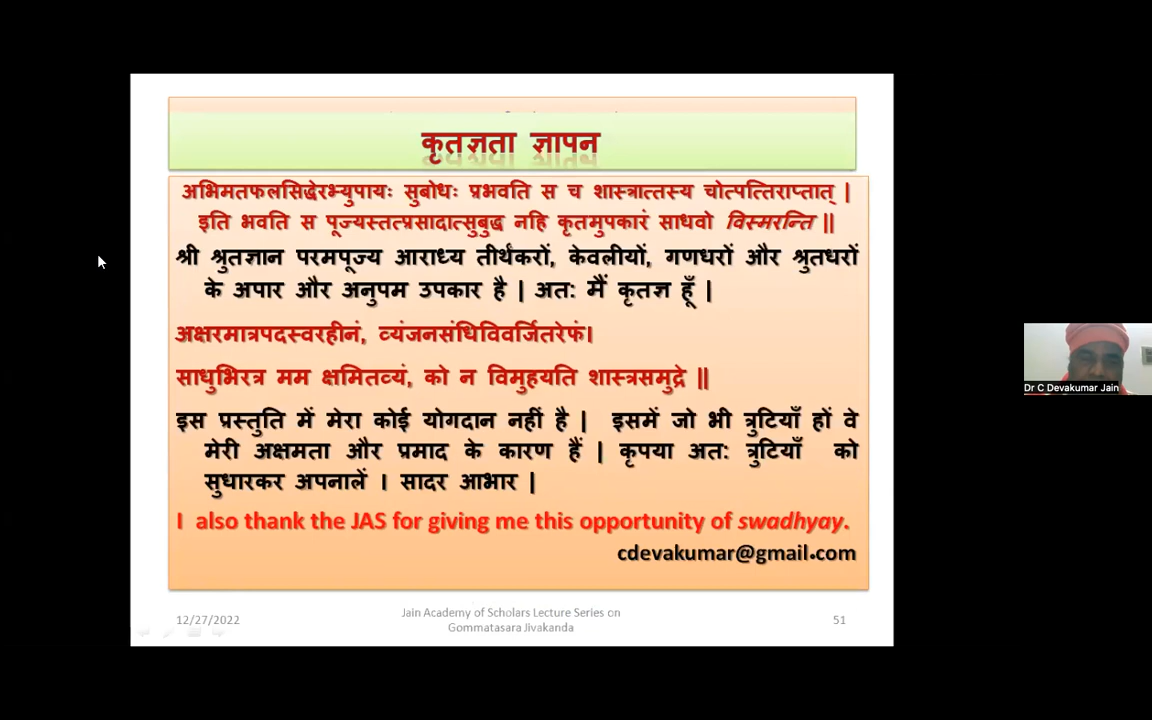 कृतज्ञता ज्ञापन
अभिमतफलसिद्धेरभ्युपायः सुबोधः प्रभवति स च शास्त्रात्तस्य चोत्पत्तिराप्तात् |
इति भवति स पूज्यस्तत्प्रसादात्सुबुद्ध नहि कृतमुपकारं साधवो विस्मरन्ति ||
श्री श्रुतज्ञान परमपूज्य आराध्य तीर्थंकरों, केवलीयों, गणधरों और श्रुतधरों
के अपार और अनुपम उपकार है | अत: मैं कृतज्ञ हूँ |
अक्षरमात्रपदस्वरहीनं, व्यंजनसंधिविवर्जितरेफं।
साधुभिरत्र मम क्षमितव्यं, को न विमुहयति शास्त्रसमुद्रे ||
इस प्रस्तुति में मेरा कोई योगदान नहीं है | इसमें जो भी त्रुटियाँ हों वे
मेरी अक्षमता और प्रमाद के कारण हैं | कृपया अत: त्रुटियाँ को
सुधारकर अपनालें । सादर आभार |
I also thank the JAS for giving me this opportunity of swadhyay.
cdevakumar@gmail.com
12/27/2022
Jain Academy of Scholars Lecture Series on
Gommatasara Jivakanda
51
Dr C Devakumar Jain